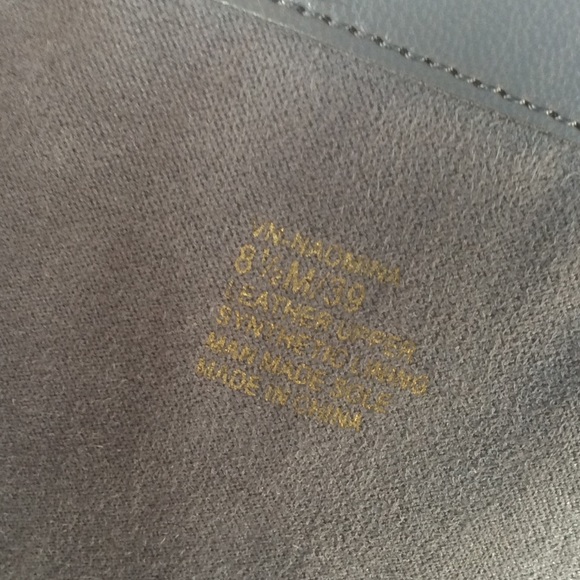 8½M/39
LEATHER UPPER
SYNTHETIC LINING
MAN MADE SOLE
MADE IN CHINA